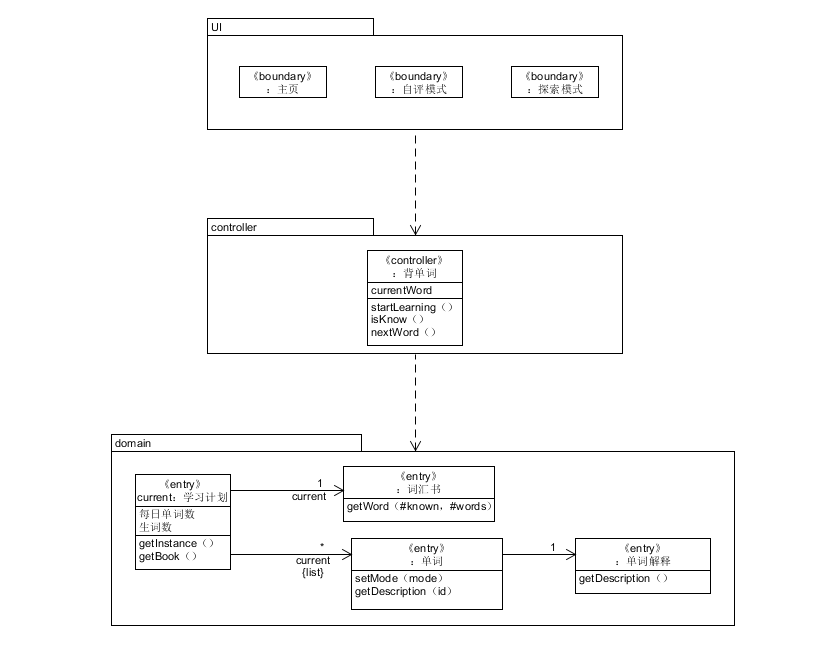 UI
《boundary》
：主页
《boundary》
：自评模式
《boundary》
：探索模式
controller
《controller》
：背单词
currentWord
startLearning（）
isKnow（）
nextWord（）
domain
《entry》
current：学习计划
每日单词数
生词数
getInstance（）
getBook（）
1
current
《entry》
：词汇书
getWord（#known，#words）
*
current
{list}
《entry》
：单词
setMode（mode）
getDescription（id）
1
《entry》
：单词解释
getDescription（）